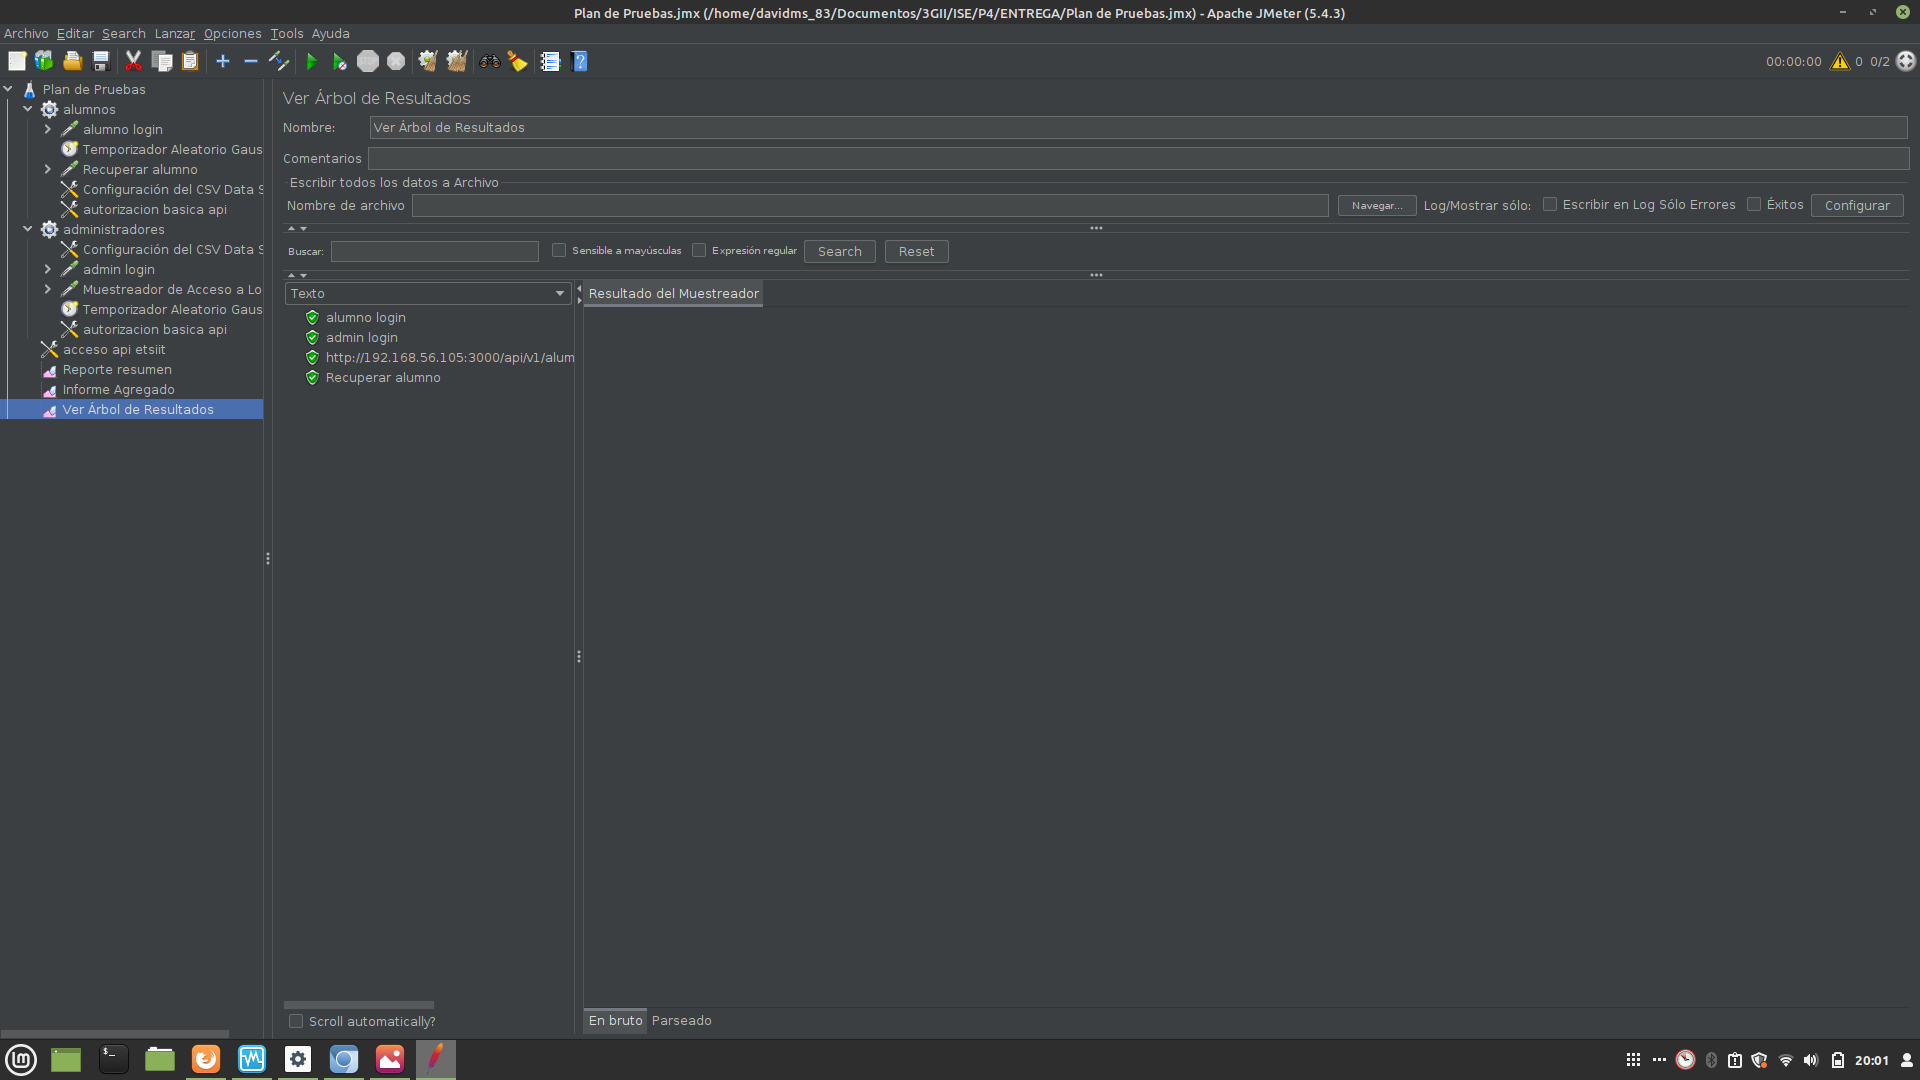 Plan de Pruebas.jmx (/home/davidms_83/Documentos/3GII/ISE/P4/ENTREGA/Plan de Pruebas.jmx) - Apache JMeter (5.4.3)
Archivo Editar Search Lanzar Opciones Tools Ayuda
00:00:00 0 0/2
Plan de Pruebas
alumnos
alumno login
Temporizador Aleatorio Gaus
Recuperar alumno
Configuración del CSV Data S
autorizacion basica api
administradores
Configuración del CSV Data S
admin login
Muestreador de Acceso a Lo
Temporizador Aleatorio Gaus
autorizacion basica api
acceso api etsiit
Reporte resumen
Informe Agregado
Ver Árbol de Resultados
Ver Árbol de Resultados
Nombre: Ver Árbol de Resultados
Comentarios
Escribir todos los datos a Archivo
Nombre de archivo Navegar... Log/Mostrar sólo: Escribir en Log Sólo Errores Éxitos Configurar
Buscar: Sensible a mayúsculas Expresión regular Search Reset
Texto
alumno login
admin login
http://192.168.56.105:3000/api/v1/alum
Recuperar alumno
Scroll automatically?
Resultado del Muestreador
En bruto Parseado
20:01